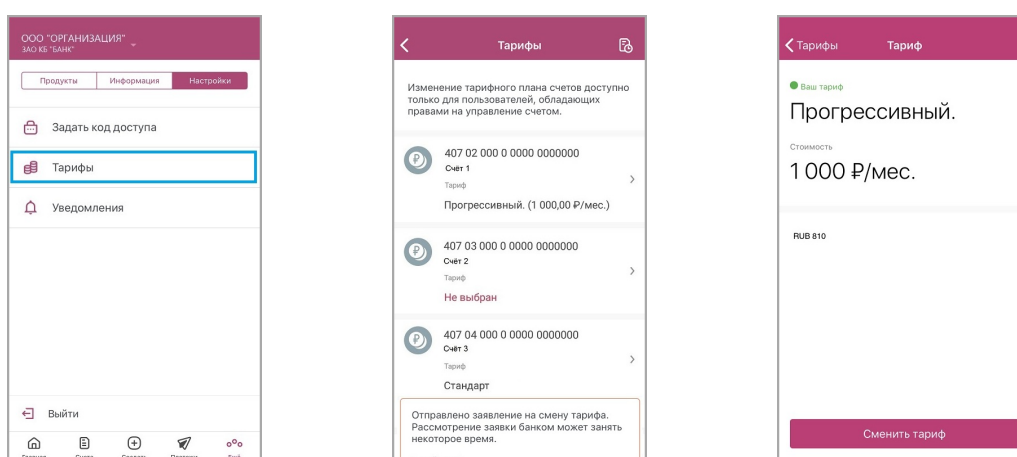 ООО "ОРГАНИЗАЦИЯ"
ЗАО КБ "БАНК"
Продукты Информация Настройки
Задать код доступа
Тарифы
Уведомления
Выйти
Тарифы
Изменение тарифного плана счетов доступно
только для пользователей, обладающих
правами на управление счетом.
407 02 000 0 0000 0000000
Счёт 1
Тариф
Прогрессивный. (1 000,00 ₽/мес.)
407 03 000 0 0000 0000000
Счёт 2
Тариф
Не выбран
407 04 000 0 0000 0000000
Счёт 3
Тариф
Стандарт
Отправлено заявление на смену тарифа.
Рассмотрение заявки банком может занять
некоторое время.
Тарифы Тариф
Ваш тариф
Прогрессивный.
Стоимость
1 000 ₽/мес.
RUB 810
Сменить тариф